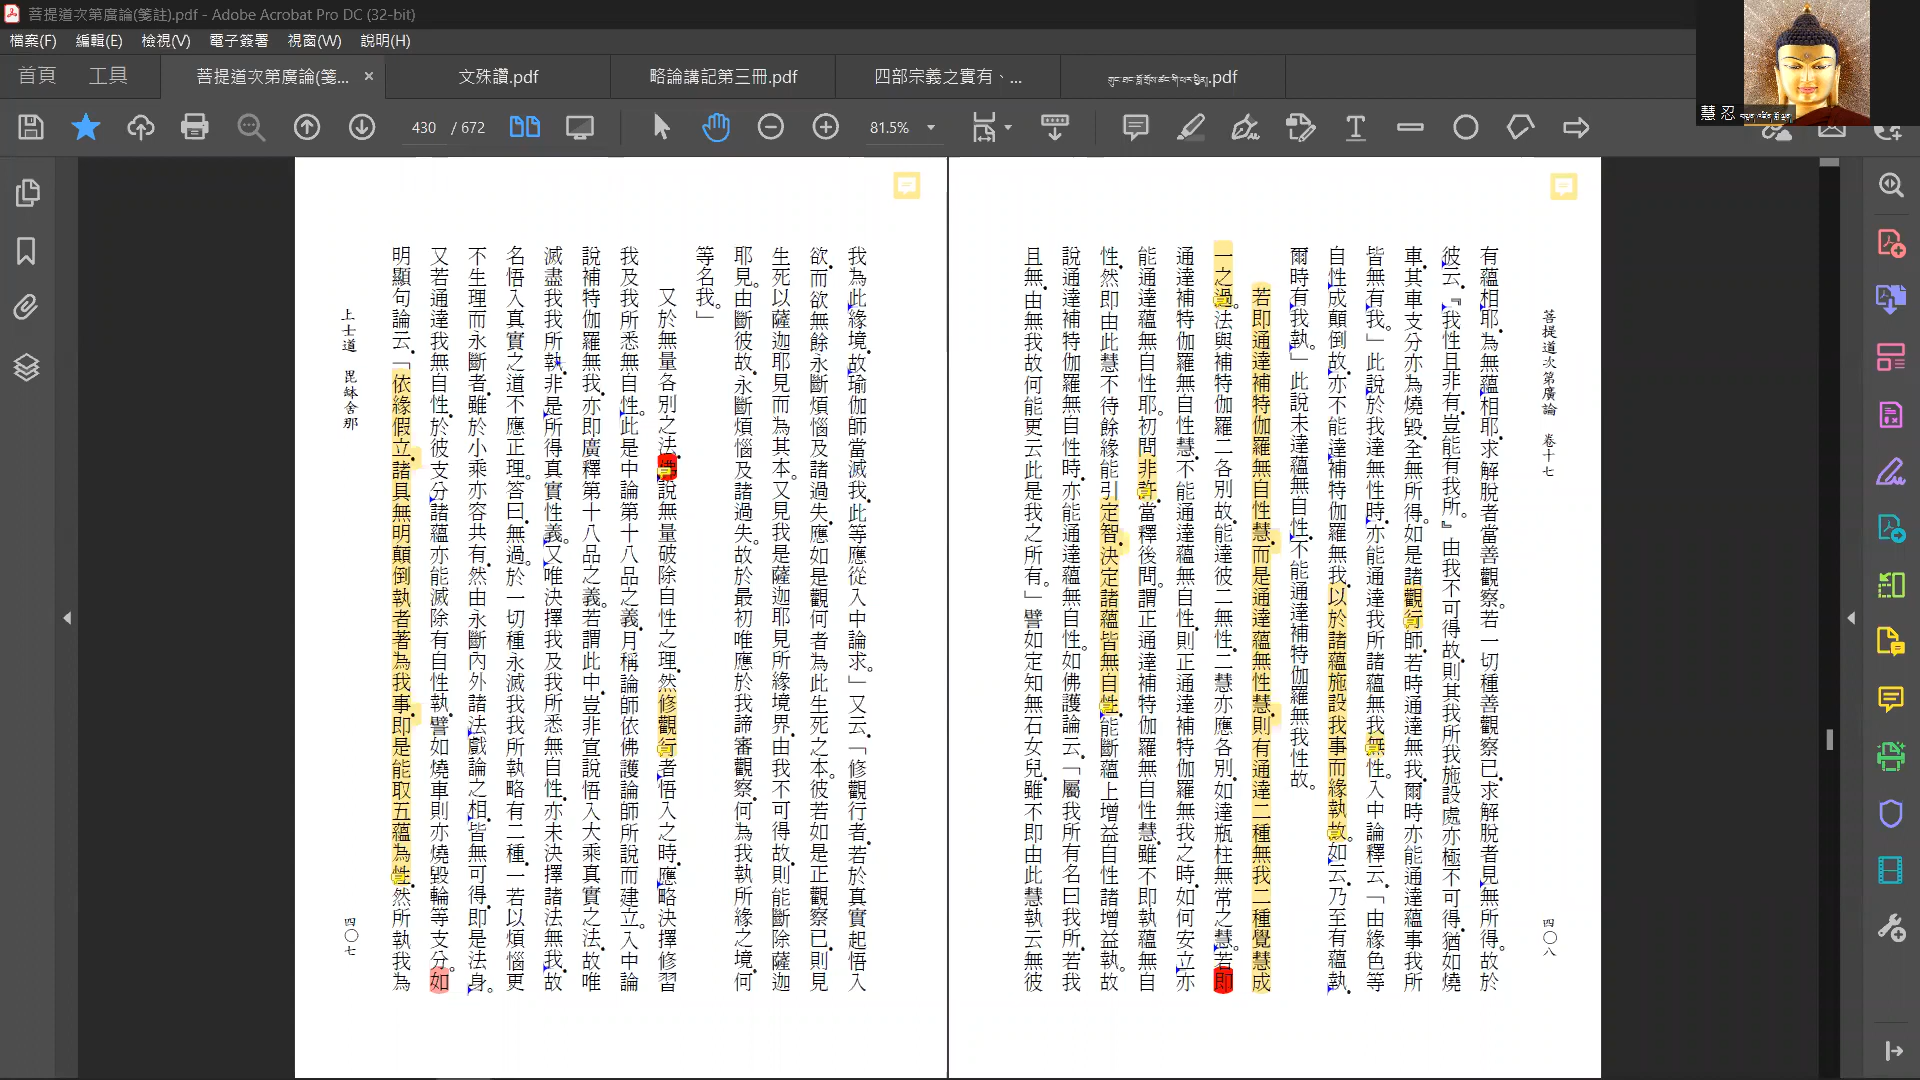 菩提道次第廣論(箋註).pdf - Adobe Acrobat Pro DC (32-bit)
檔案(F) 編輯(E) 檢視(V) 電子簽署 視窗(W) 說明(H)
首頁 工具 菩提道次第廣論(箋... × 文殊讚.pdf 略論講記第三冊.pdf 四部宗義之實有、...
430 / 672 81.5%
慧 忍
我為此緣境,故瑜伽師當滅我,此等應從入中論求。」又云,「修觀行者,若於真實起悟入
欲,而欲無餘永斷煩惱及諸過失,應如是觀何者為此生死之本。彼若如是正觀察已,則見
生死以薩迦耶見而為其本。又見我是薩迦耶見所緣境界,由我不可得故,則能斷除薩迦
耶見。由斷彼故,永斷煩惱及諸過失。故於最初唯應於我諦審觀察,何為我執所緣之境,何
等名我。」
又於無量各別之法,佛說無量破除自性之理,然修觀行者悟入之時,應略決擇修習
我及我所悉無自性。此是中論第十八品之義,月稱論師依佛護論師所說而建立。入中論
說補特伽羅無我,亦即廣釋第十八品之義。若謂此中,豈非宣說悟入大乘真實之法,故唯
滅盡我我所執,非是所得真實性義。又唯決擇我及我所悉無自性,亦未決擇諸法無我,故
名悟入真實之道不應正理。答曰,無過。於一切種永滅我我所執略有二種,一若以煩惱更
不生理而永斷者,雖於小乘亦容共有,然由永斷內外諸法戲論之相,皆無可得,即是法身。
又若通達我無自性,於彼支分諸蘊亦能滅除有自性執,譬如燒車則亦燒毀輪等支分。如
明顯句論云,「依緣假立,諸具無明顛倒執者著為我事,即是能取五蘊為性,然所執我為
上士道 毘缽舍那
四〇七
菩提道次第廣論 卷十七
四〇八
有蘊相耶,為無蘊相耶,求解脫者當善觀察。若一切種善觀察已,求解脫者見無所得。故於
彼云,『我性且非有,豈能有我所。』由我不可得故,則其我所我施設處亦極不可得。猶如燒
車,其車支分亦為燒毀,全無所得。如是諸觀行師,若時通達無我,爾時亦能通達蘊事我所
皆無有我。」此說於我達無性時,亦能通達我所諸蘊無我無性。入中論釋云,「由緣色等
自性成顛倒故,亦不能達補特伽羅無我,以於諸蘊施設我事而緣執故。如云,乃至有蘊執,
爾時有我執。」此說未達蘊無自性,不能通達補特伽羅無我性故。
若即通達補特伽羅無自性慧,而是通達蘊無性慧,則有通達二種無我二種覺慧成
一之過。法與補特伽羅二各別故,能達彼二無性,二慧亦應各別,如達瓶柱無常之慧。若即
通達補特伽羅無自性慧,不能通達蘊無自性,則正通達補特伽羅無我之時,如何安立亦
能通達蘊無自性耶。初問非許,當釋後問。謂正通達補特伽羅無自性慧,雖不即執蘊無自
性,然即由此慧不待餘緣,能引定智,決定諸蘊皆無自性,能斷蘊上增益自性諸增益執。故
說通達補特伽羅無自性時,亦能通達蘊無自性。如佛護論云,「屬我所有名曰我所,若我
且無,由無我故何能更云此是我之所有。」譬如定知無石女兒,雖不即由此慧執云無彼